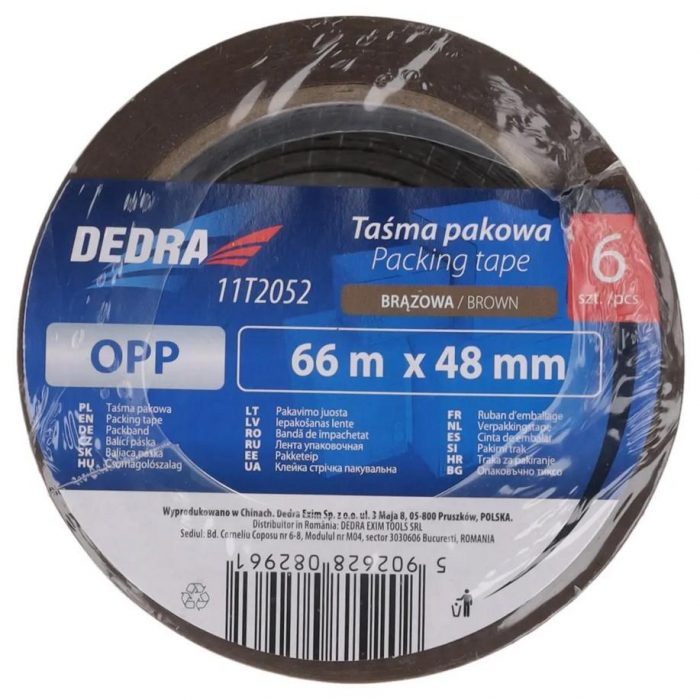 DEDRA
11T2052
Taśma pakowa
Packing tape
BRĄZOWA / BROWN
6
szt. /pcs
OPP
66 m x 48 mm
PL Taśma pakowa
EN Packing tape
DE Packband
CZ Balicí páska
SK Baliaca páska
HU Csomagolószalag
LT Pakavimo juosta
LV Iepakošanas lente
RO Bandă de împachetat
RU Лента упаковочная
EE Pakketeip
UA Клейка стрічка пакувальна
FR Ruban d'emballage
NL Verpakkingstape
ES Cinta de embalar
SI Pakirni trak
HR Traka za pakiranje
BG Опаковъчно тиксо
Wyprodukowano w Chinach. Dedra Exim Sp. z o.o. ul. 3 Maja 8, 05-800 Pruszków, POLSKA.
Distribuitor in România: DEDRA EXIM TOOLS SRL
Sediul: Bd. Corneliu Coposu nr 6-8, Modulul nr M04, sector 3030606 Bucuresti, ROMANIA
5 902628 082961